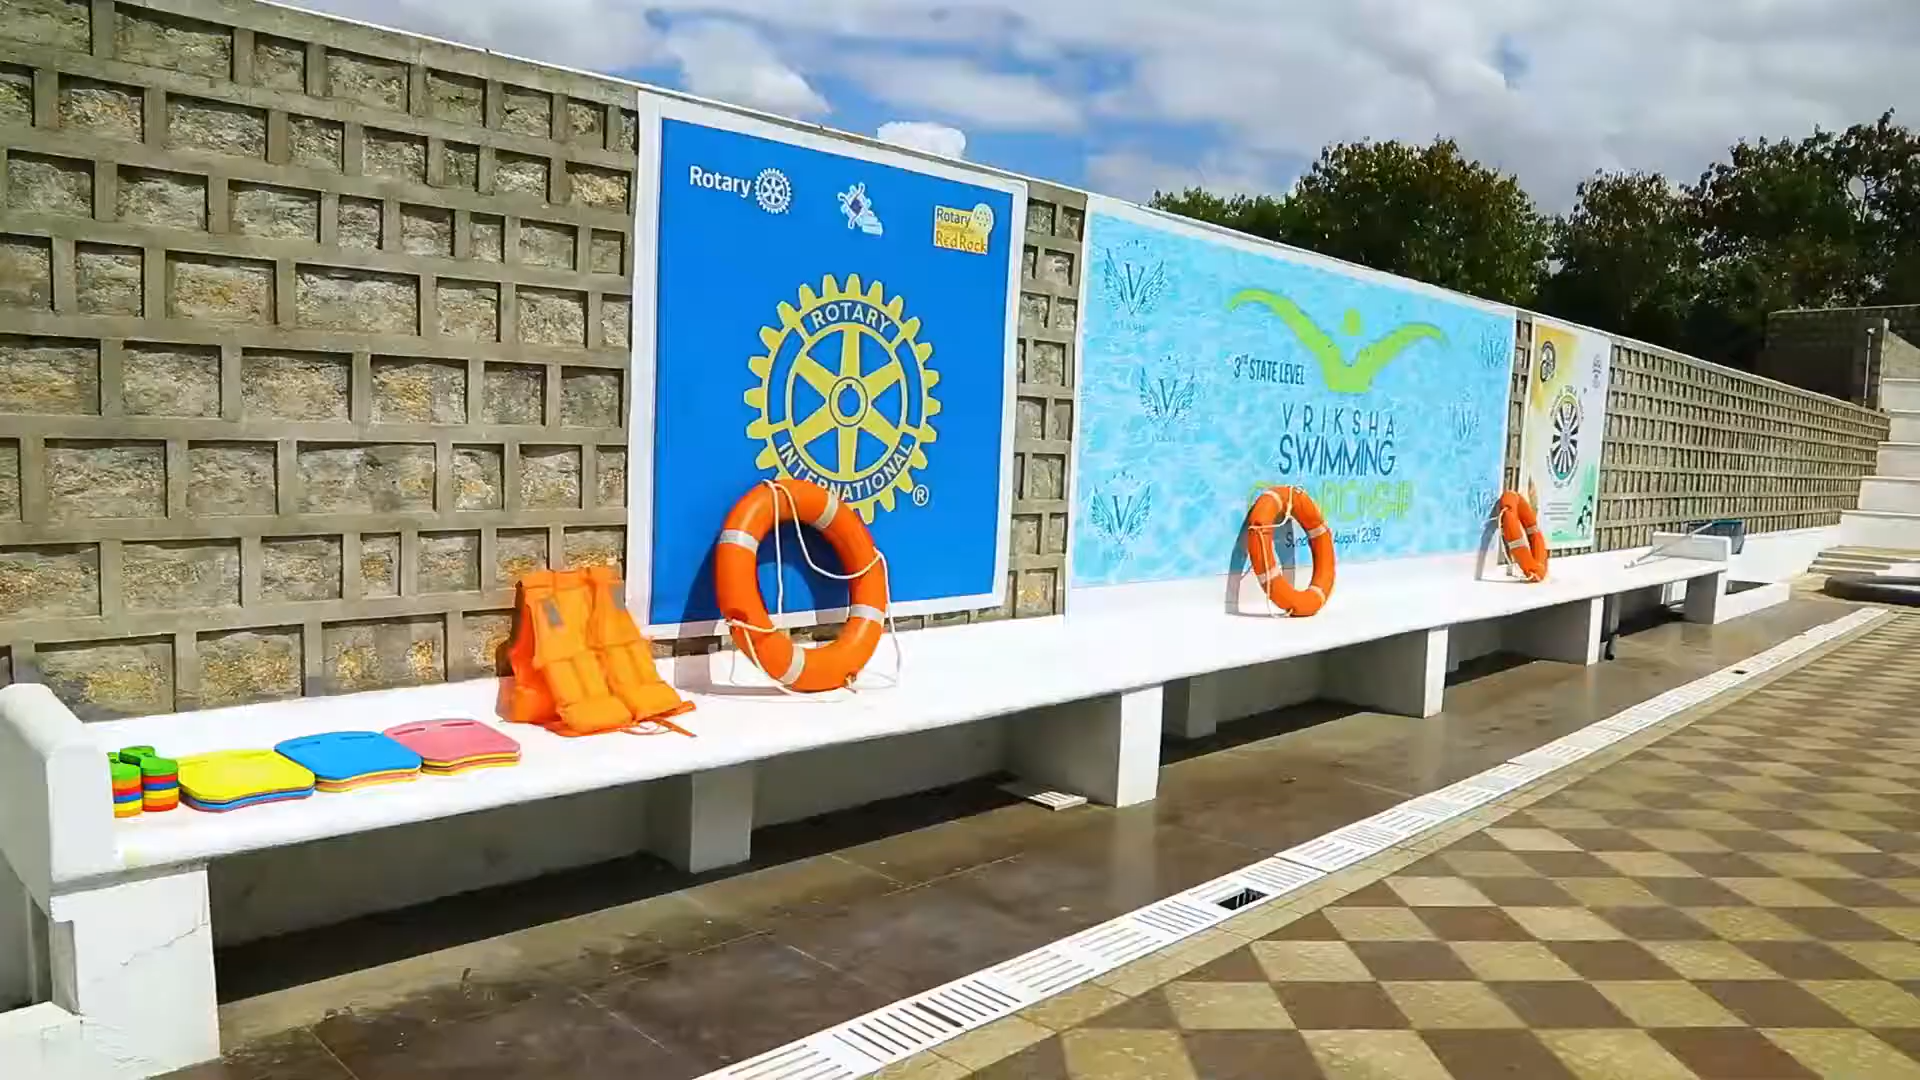 Rotary
Rotary
RedRock
ROTARY
INTERNATIONAL
®
3rd STATE LEVEL
VRIKSHA
SWIMMING
August 2019
V
V
V